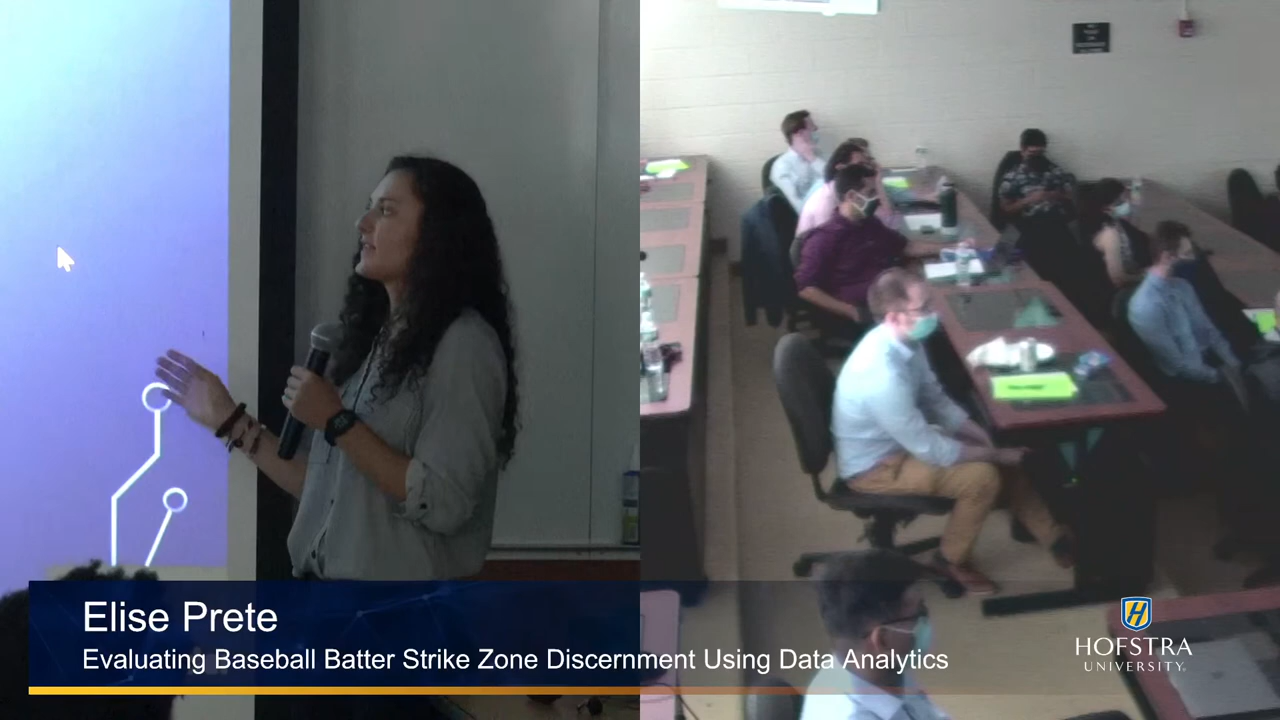 Elise Prete
Evaluating Baseball Batter Strike Zone Discernment Using Data Analytics
H
HOFSTRA
UNIVERSITY.